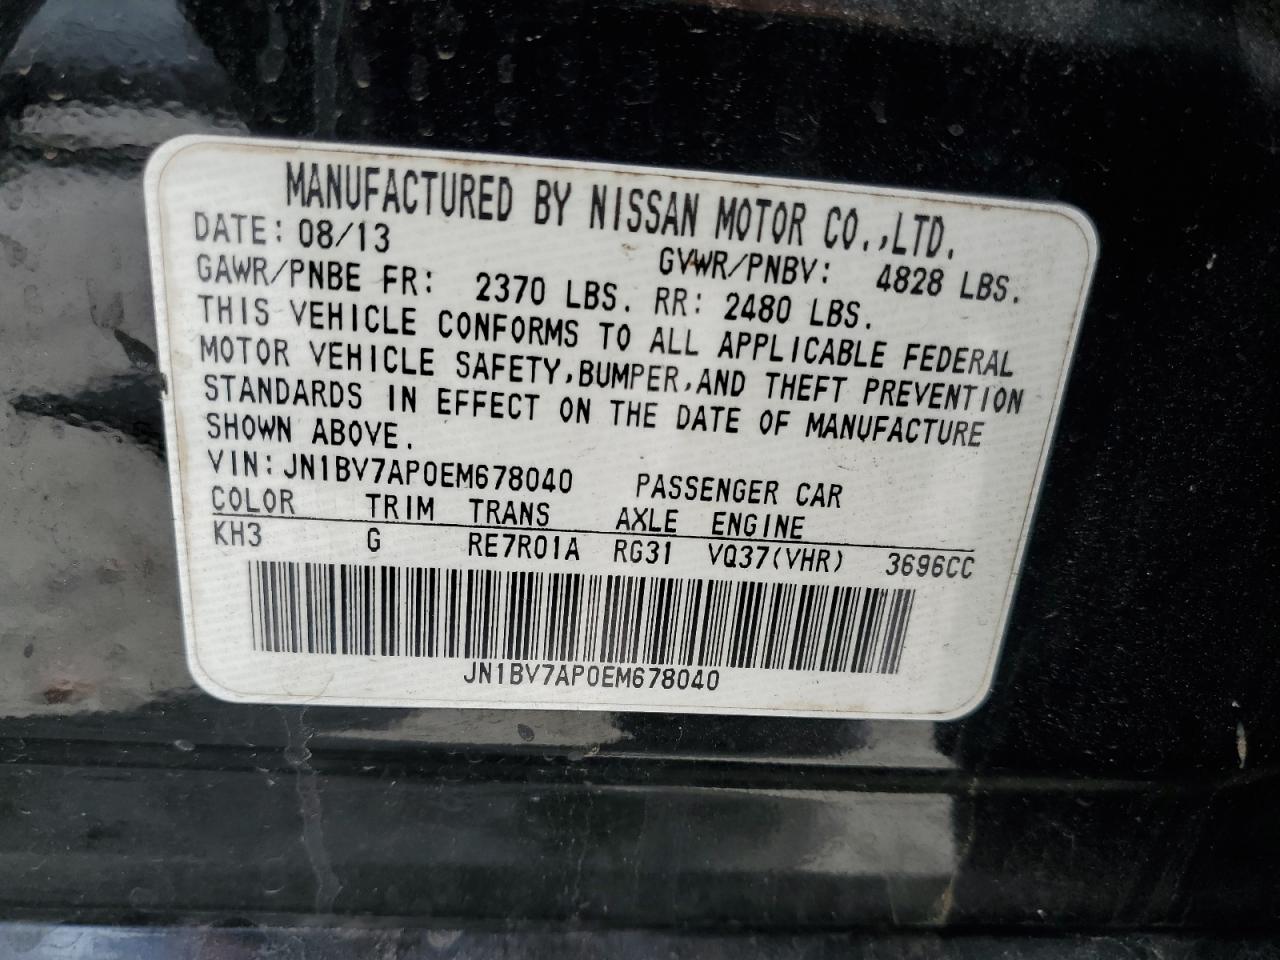 MANUFACTURED BY NISSAN MOTOR CO.,LTD.
DATE: 08/13 GVWR/PNBV: 4828 LBS.
GAWR/PNBE FR: 2370 LBS. RR: 2480 LBS.
THIS VEHICLE CONFORMS TO ALL APPLICABLE FEDERAL
MOTOR VEHICLE SAFETY,BUMPER,AND THEFT PREVENTION
STANDARDS IN EFFECT ON THE DATE OF MANUFACTURE
SHOWN ABOVE.
VIN: JN1BV7AP0EM678040 PASSENGER CAR
COLOR TRIM TRANS AXLE ENGINE
KH3 G RE7R01A RG31 VQ37(VHR) 3696CC
JN1BV7AP0EM678040